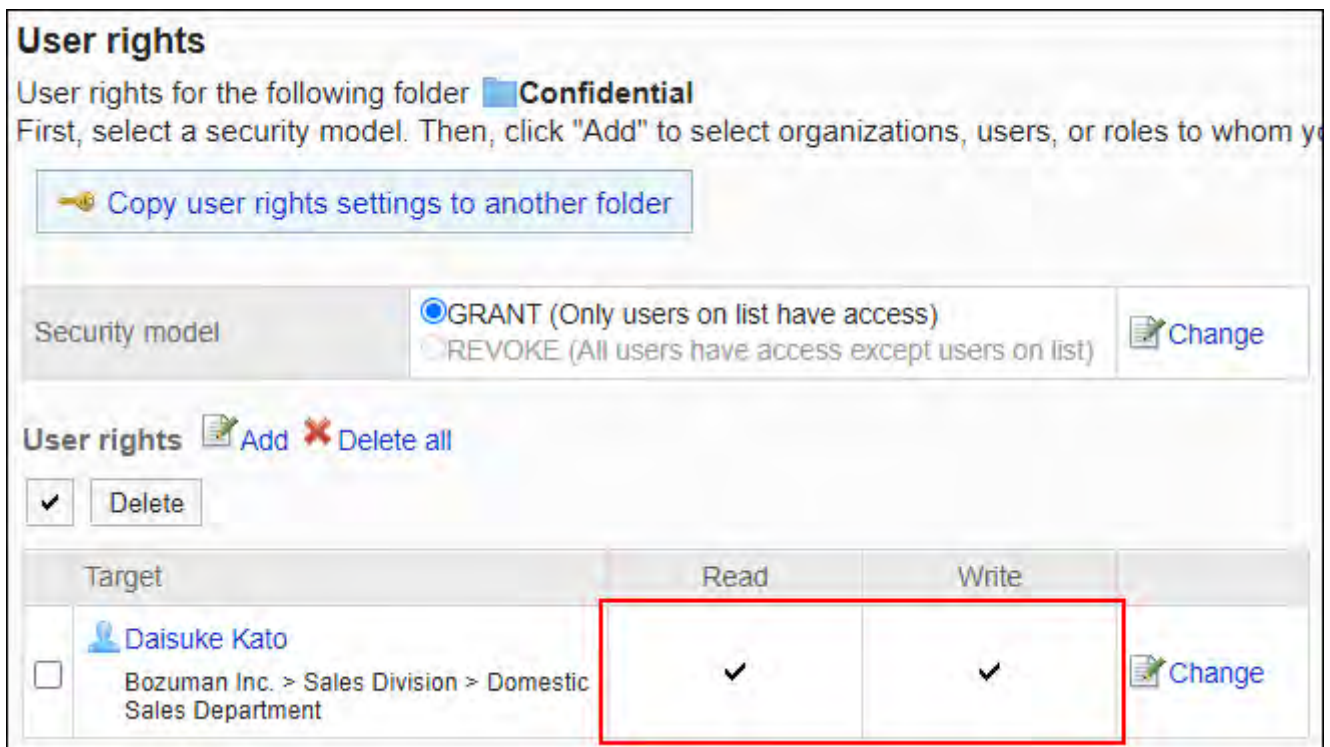 User rights
User rights for the following folder Confidential
First, select a security model. Then, click "Add" to select organizations, users, or roles to whom
Copy user rights settings to another folder
Security model
GRANT (Only users on list have access)
REVOKE (All users have access except users on list)
Change
User rights Add Delete all
Delete
Target Read Write
Daisuke Kato
Bozuman Inc. > Sales Division > Domestic
Sales Department
Change